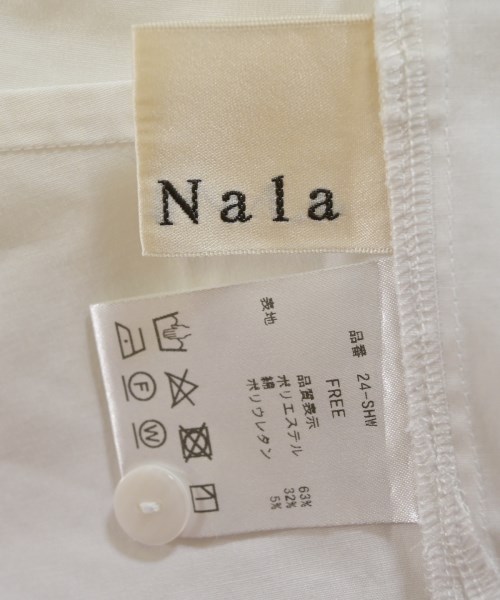 Nala
品番 24-SHW
FREE
品質表示
表地 ポリエステル 63%
綿 32%
ポリウレタン 5%
F
W